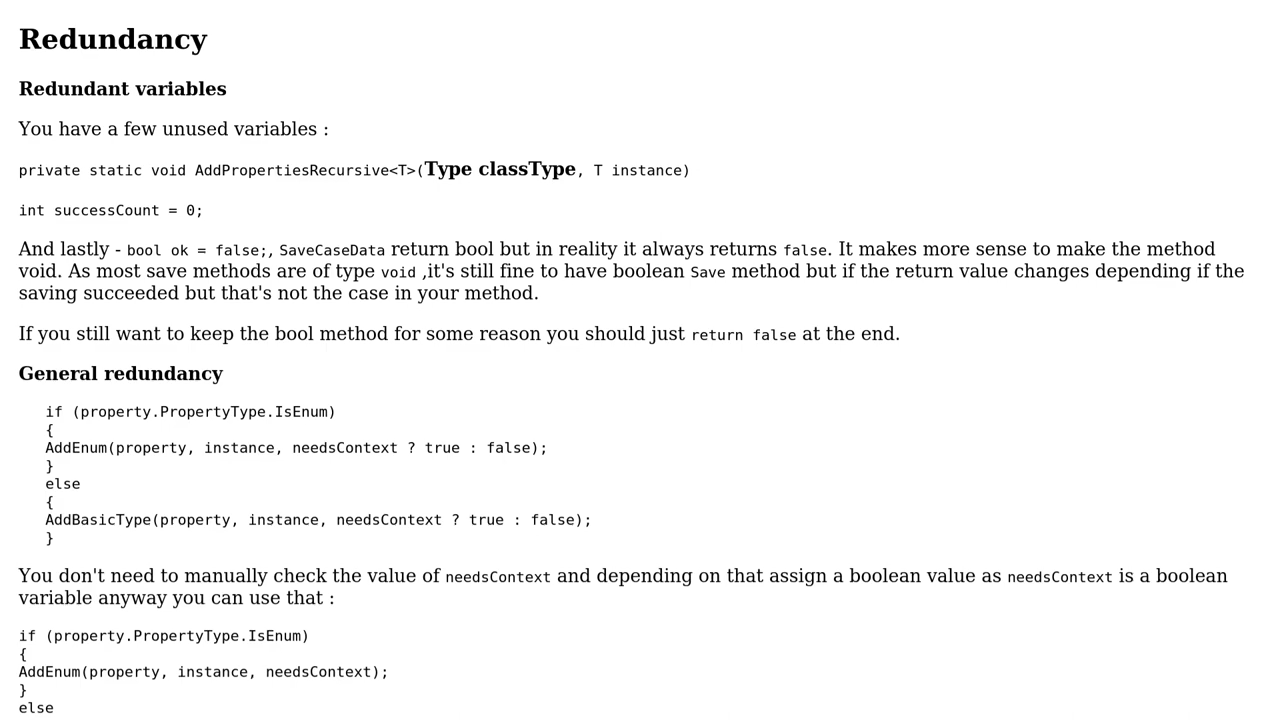 Redundancy
Redundant variables
You have a few unused variables :
private static void AddPropertiesRecursive<T>(Type classType, T instance)
int successCount = 0;
And lastly - bool ok = false;, SaveCaseData return bool but in reality it always returns false. It makes more sense to make the method
void. As most save methods are of type void ,it's still fine to have boolean Save method but if the return value changes depending if the
saving succeeded but that's not the case in your method.
If you still want to keep the bool method for some reason you should just return false at the end.
General redundancy
if (property.PropertyType.IsEnum)
{
AddEnum(property, instance, needsContext ? true : false);
}
else
{
AddBasicType(property, instance, needsContext ? true : false);
}
You don't need to manually check the value of needsContext and depending on that assign a boolean value as needsContext is a boolean
variable anyway you can use that :
if (property.PropertyType.IsEnum)
{
AddEnum(property, instance, needsContext);
}
else